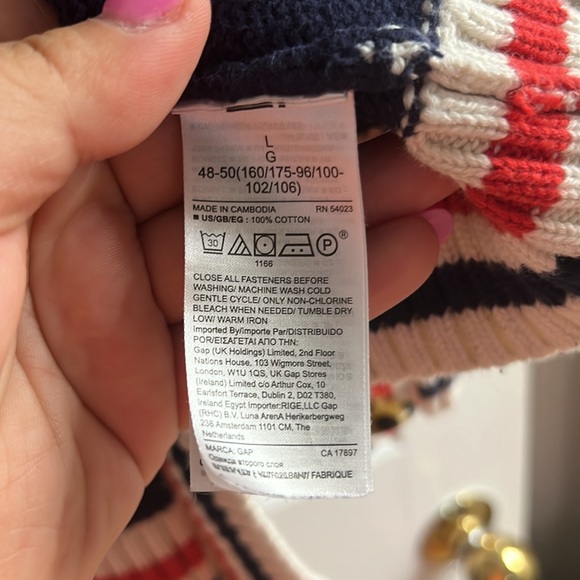 L
G
48-50(160/175-96/100-
102/106)
MADE IN CAMBODIA RN 54023
■ US/GB/EG : 100% COTTON
30 P ®
1166
CLOSE ALL FASTENERS BEFORE
WASHING/ MACHINE WASH COLD
GENTLE CYCLE/ ONLY NON-CHLORINE
BLEACH WHEN NEEDED/ TUMBLE DRY
LOW/ WARM IRON
Imported By/Importe Par/DISTRIBUIDO
POR/ΕΙΣΑΓΕΤΑΙ ΑΠΟ ΤΗΝ:
Gap (UK Holdings) Limited, 2nd Floor
Nations House, 103 Wigmore Street,
London, W1U 1QS, UK Gap Stores
(Ireland) Limited c/o Arthur Cox, 10
Earlsfort Terrace, Dublin 2, D02 T380,
Ireland Egypt Importer:RIGE,LLC Gap
(RHC) B.V. Luna ArenA Herikerbergweg
238 Amsterdam 1101 CM, The
Netherlands
MARCA: GAP CA 17897
второго слоя
FABRIQUE